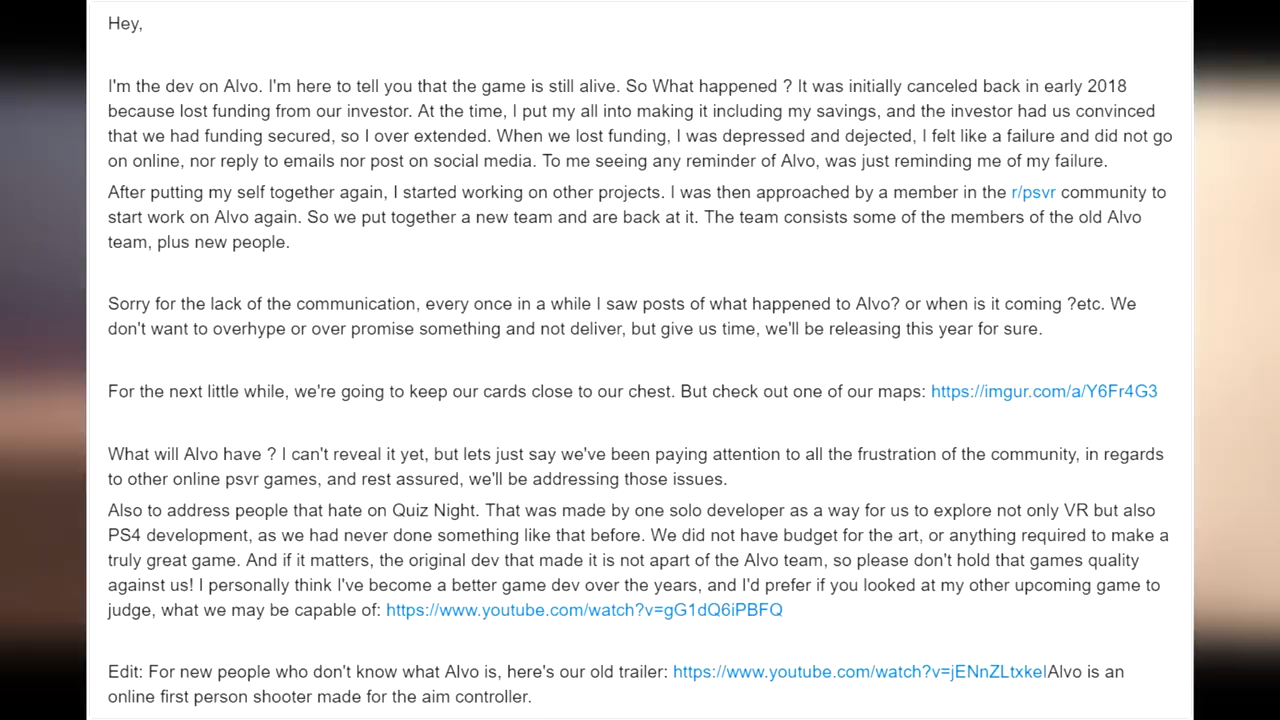 Hey,
I'm the dev on Alvo. I'm here to tell you that the game is still alive. So What happened ? It was initially canceled back in early 2018
because lost funding from our investor. At the time, I put my all into making it including my savings, and the investor had us convinced
that we had funding secured, so I over extended. When we lost funding, I was depressed and dejected, I felt like a failure and did not go
on online, nor reply to emails nor post on social media. To me seeing any reminder of Alvo, was just reminding me of my failure.
After putting my self together again, I started working on other projects. I was then approached by a member in the r/psvr community to
start work on Alvo again. So we put together a new team and are back at it. The team consists some of the members of the old Alvo
team, plus new people.
Sorry for the lack of the communication, every once in a while I saw posts of what happened to Alvo? or when is it coming ?etc. We
don't want to overhype or over promise something and not deliver, but give us time, we'll be releasing this year for sure.
For the next little while, we're going to keep our cards close to our chest. But check out one of our maps: https://imgur.com/a/Y6Fr4G3
What will Alvo have ? I can't reveal it yet, but lets just say we've been paying attention to all the frustration of the community, in regards
to other online psvr games, and rest assured, we'll be addressing those issues.
Also to address people that hate on Quiz Night. That was made by one solo developer as a way for us to explore not only VR but also
PS4 development, as we had never done something like that before. We did not have budget for the art, or anything required to make a
truly great game. And if it matters, the original dev that made it is not apart of the Alvo team, so please don't hold that games quality
against us! I personally think I've become a better game dev over the years, and I'd prefer if you looked at my other upcoming game to
judge, what we may be capable of: https://www.youtube.com/watch?v=gG1dQ6iPBFQ
Edit: For new people who don't know what Alvo is, here's our old trailer: https://www.youtube.com/watch?v=jENnZLtxkeIAlvo is an
online first person shooter made for the aim controller.